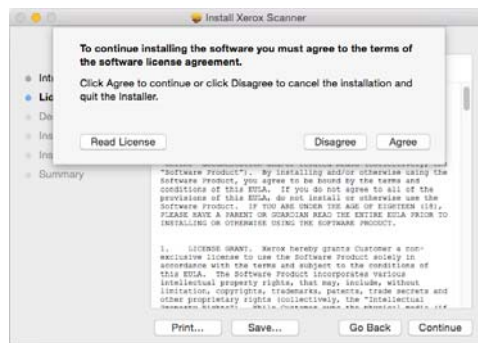 Install Xerox Scanner
To continue installing the software you must agree to the terms of
the software license agreement.
Click Agree to continue or click Disagree to cancel the installation and
quit the Installer.
Read License
Disagree
Agree
Int
Lic
De
Ins
Ins
Summary
"Software Product"). By installing and/or otherwise using the
Software Product, you agree to be bound by the terms and
conditions of this EULA. If you do not agree to all of the
provisions of this EULA, do not install or otherwise use the
Software Product. IF YOU ARE UNDER THE AGE OF EIGHTEEN (18),
PLEASE HAVE A PARENT OR GUARDIAN READ THE ENTIRE EULA PRIOR TO
INSTALLING OR OTHERWISE USING THE SOFTWARE PRODUCT.
1. LICENSE GRANT. Xerox hereby grants Customer a non-
exclusive license to use the Software Product solely in
accordance with the terms and subject to the conditions of
this EULA. The Software Product incorporates various
intellectual property rights, that may, include, without
limitation, copyrights, trademarks, patents, trade secrets and
other proprietary rights (collectively, the "Intellectual
Print...
Save...
Go Back
Continue